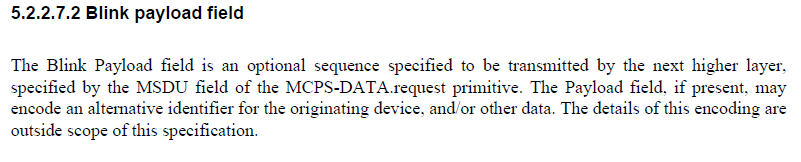 5.2.2.7.2 Blink payload field
The Blink Payload field is an optional sequence specified to be transmitted by the next higher layer,
specified by the MSDU field of the MCPS-DATA.request primitive. The Payload field, if present, may
encode an alternative identifier for the originating device, and/or other data. The details of this encoding are
outside scope of this specification.